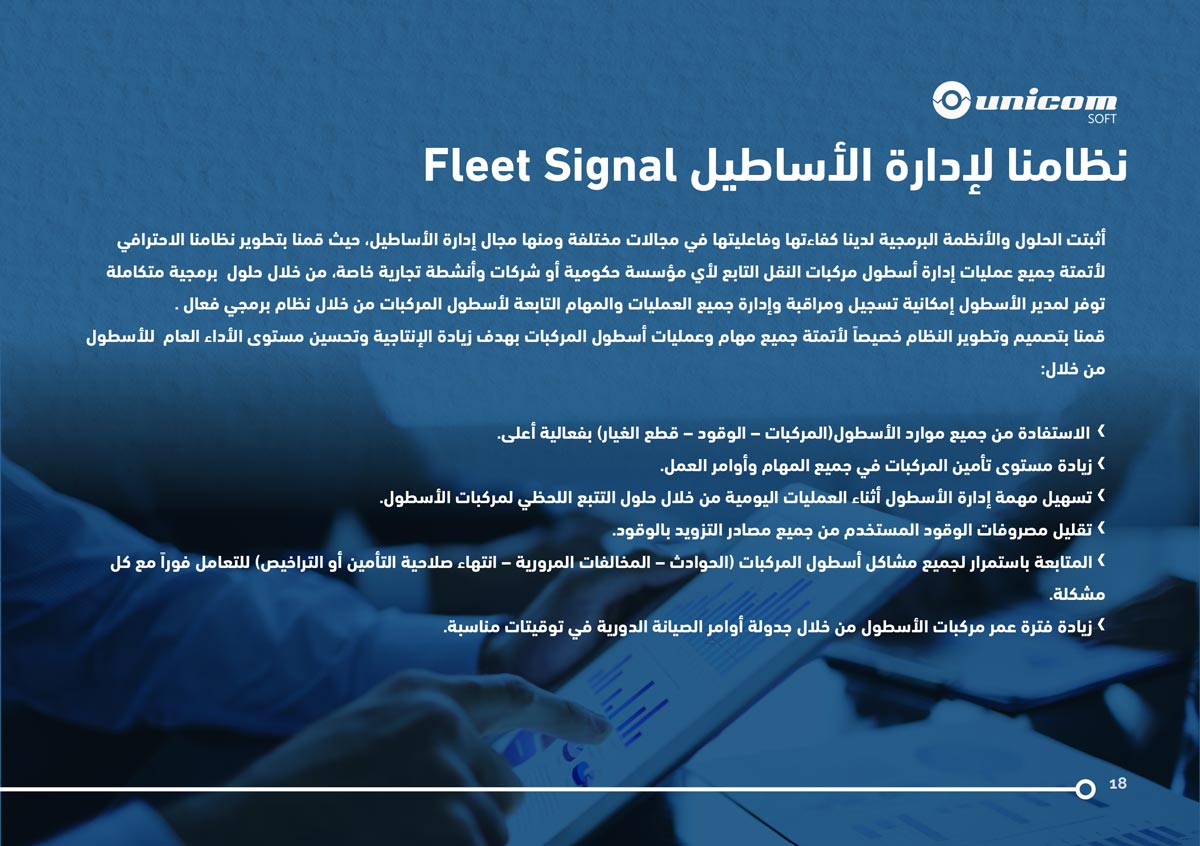 unicom
SOFT
نظامنا لإدارة الأساطيل Fleet Signal
أثبتت الحلول والأنظمة البرمجية لدينا كفاءتها وفاعليتها في مجالات مختلفة ومنها مجال إدارة الأساطيل، حيث قمنا بتطوير نظامنا الاحترافي
لأتمتة جميع عمليات إدارة أسطول مركبات النقل التابع لأي مؤسسة حكومية أو شركات وأنشطة تجارية خاصة، من خلال حلول برمجية متكاملة
توفر لمدير الأسطول إمكانية تسجيل ومراقبة وإدارة جميع العمليات والمهام التابعة لأسطول المركبات من خلال نظام برمجي فعال .
قمنا بتصميم وتطوير النظام خصيصاً لأتمتة جميع مهام وعمليات أسطول المركبات بهدف زيادة الإنتاجية وتحسين مستوى الأداء العام للأسطول
من خلال:
❯ الاستفادة من جميع موارد الأسطول(المركبات – الوقود – قطع الغيار) بفعالية أعلى.
❯ زيادة مستوى تأمين المركبات في جميع المهام وأوامر العمل.
❯ تسهيل مهمة إدارة الأسطول أثناء العمليات اليومية من خلال حلول التتبع اللحظي لمركبات الأسطول.
❯ تقليل مصروفات الوقود المستخدم من جميع مصادر التزويد بالوقود.
❯ المتابعة باستمرار لجميع مشاكل أسطول المركبات (الحوادث – المخالفات المرورية – انتهاء صلاحية التأمين أو التراخيص) للتعامل فوراً مع كل
مشكلة.
❯ زيادة فترة عمر مركبات الأسطول من خلال جدولة أوامر الصيانة الدورية في توقيتات مناسبة.
18